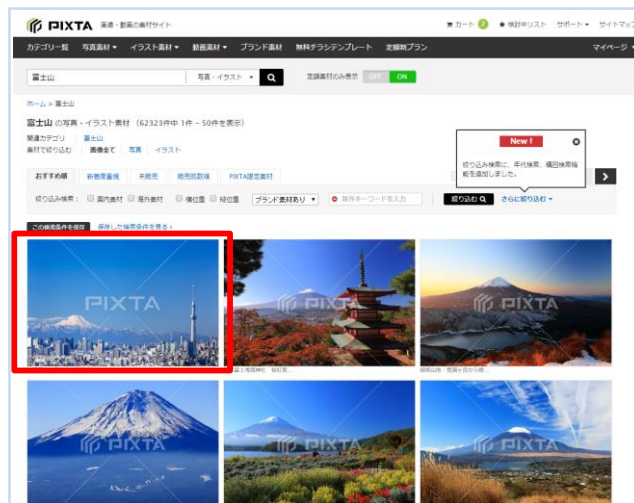 PIXTA 画像・動画の素材サイト
カート 2 ★ 検討中リスト サポート▼ サイトマップ
カテゴリ一覧 写真素材▼ イラスト素材▼ 動画素材▼ ブランド素材 無料チラシテンプレート 定額制プラン マイページ
富士山 写真・イラスト 定額素材のみ表示 OFF ON
ホーム > 富士山
富士山 の写真・イラスト素材 (62323件中 1件 - 50件を表示)
関連カテゴリ 富士山
素材で絞り込む 画像全て 写真 イラスト
New !
絞り込み検索に、年代検索、構図検索機
能を追加しました。
おすすめ順 新着度重視 未販売 販売回数順 PIXTA限定素材
絞り込み検索: 国内素材 海外素材 横位置 縦位置 ブランド素材あり ▼ 除外キーワードを入力 絞り込む さらに絞り込む▼
この検索条件を保存 保存した検索条件を見る›
PIXTA
PIXTA
PIXTA
PIXTA
PIXTA
PIXTA